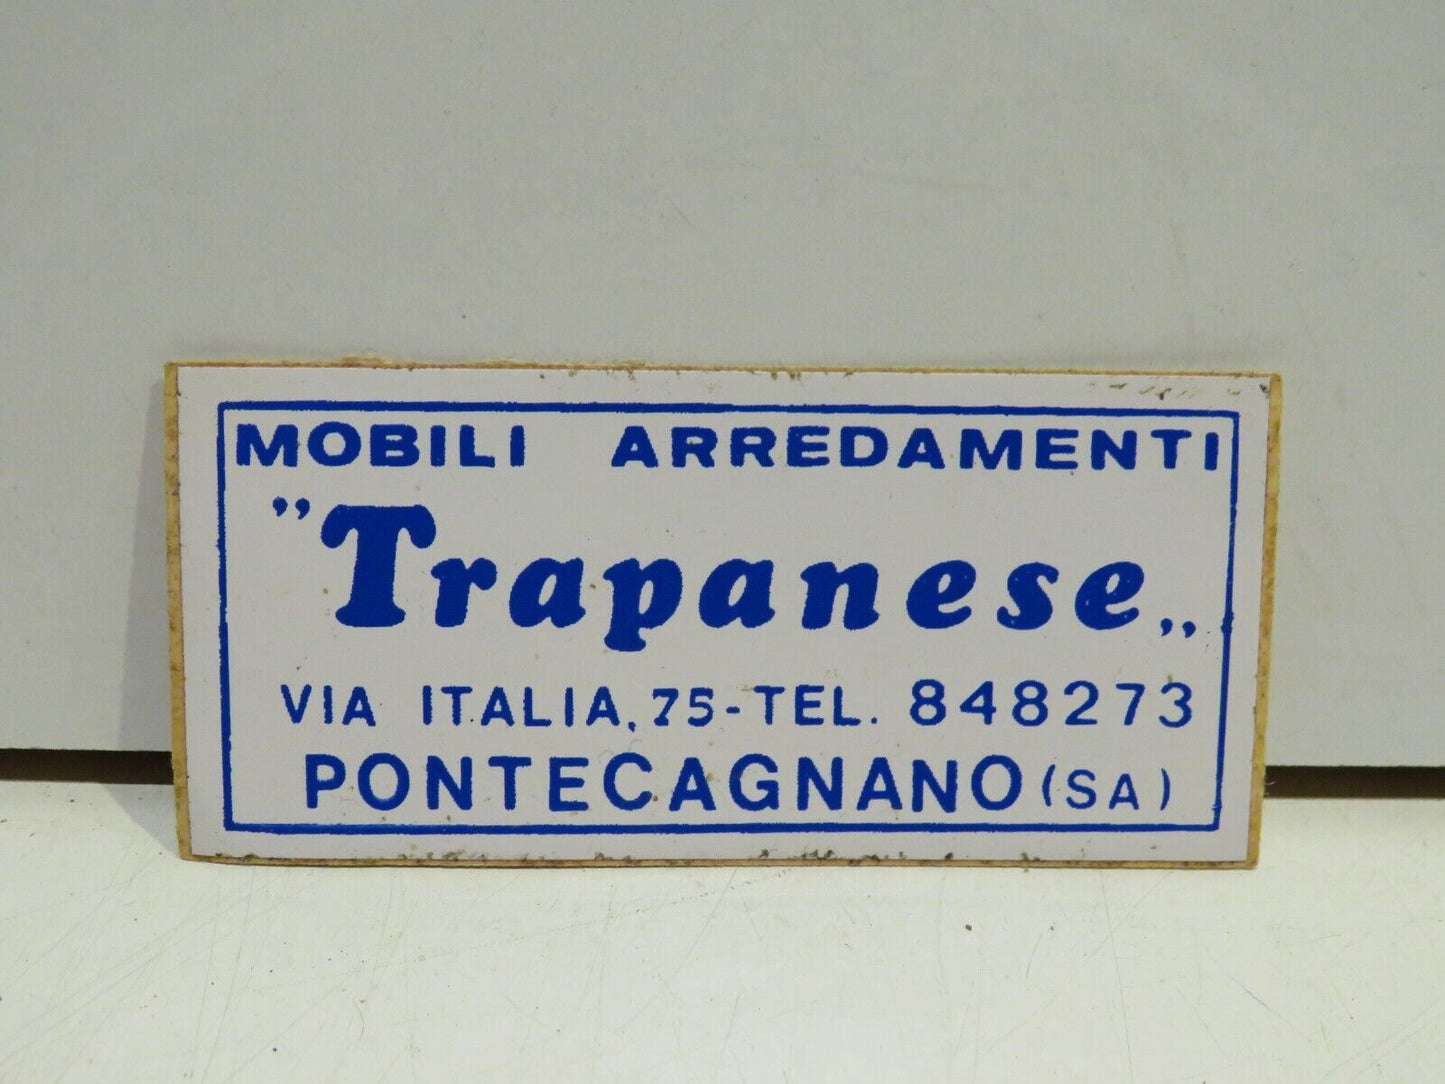 MOBILI ARREDAMENTI
"Trapanese„
VIA ITALIA, 75 - TEL. 848273
PONTECAGNANO (SA)